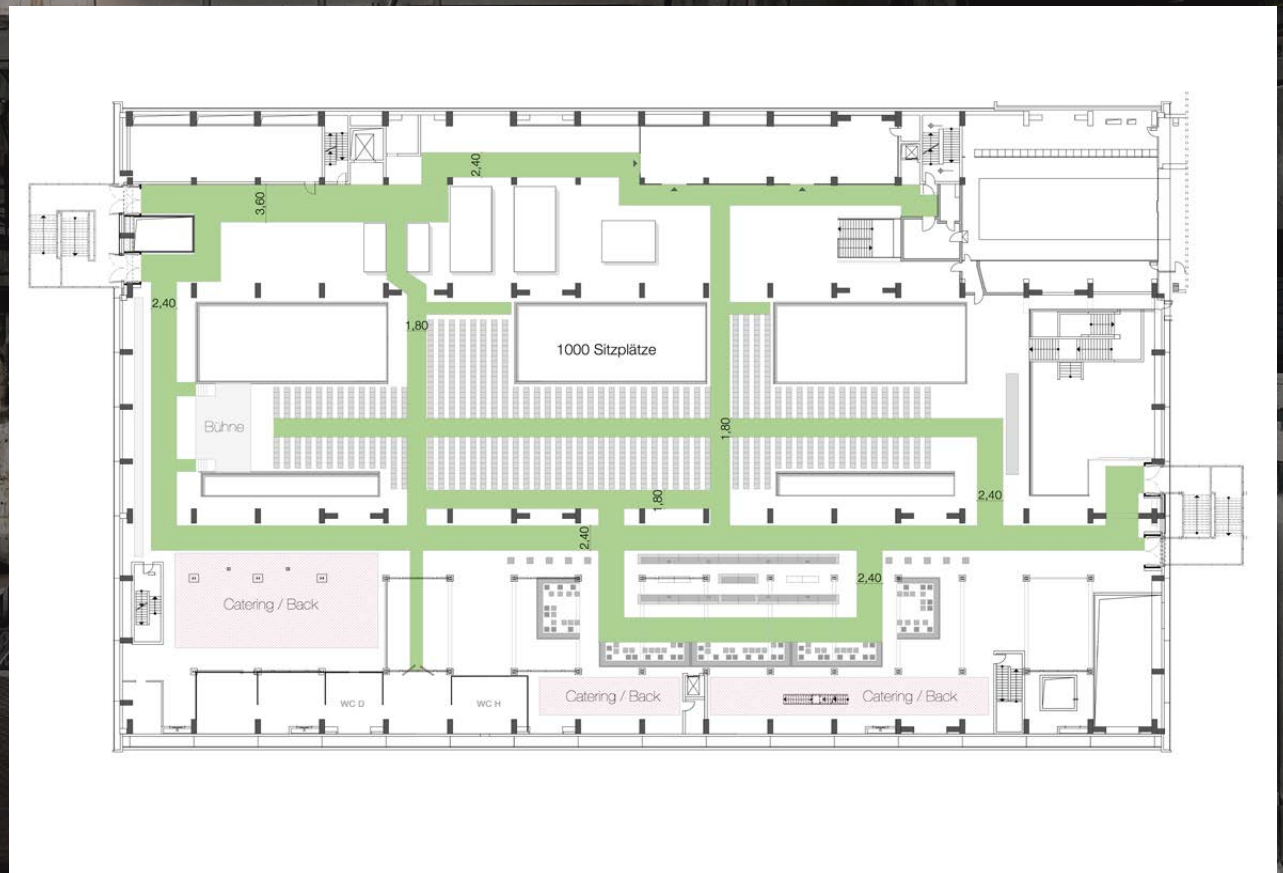 2,40
3,60
2,40
1,80
1000 Sitzplätze
Bühne
1,80
1,80
2,40
2,40
2,40
Catering / Back
WC D
WC H
Catering / Back
Catering / Back